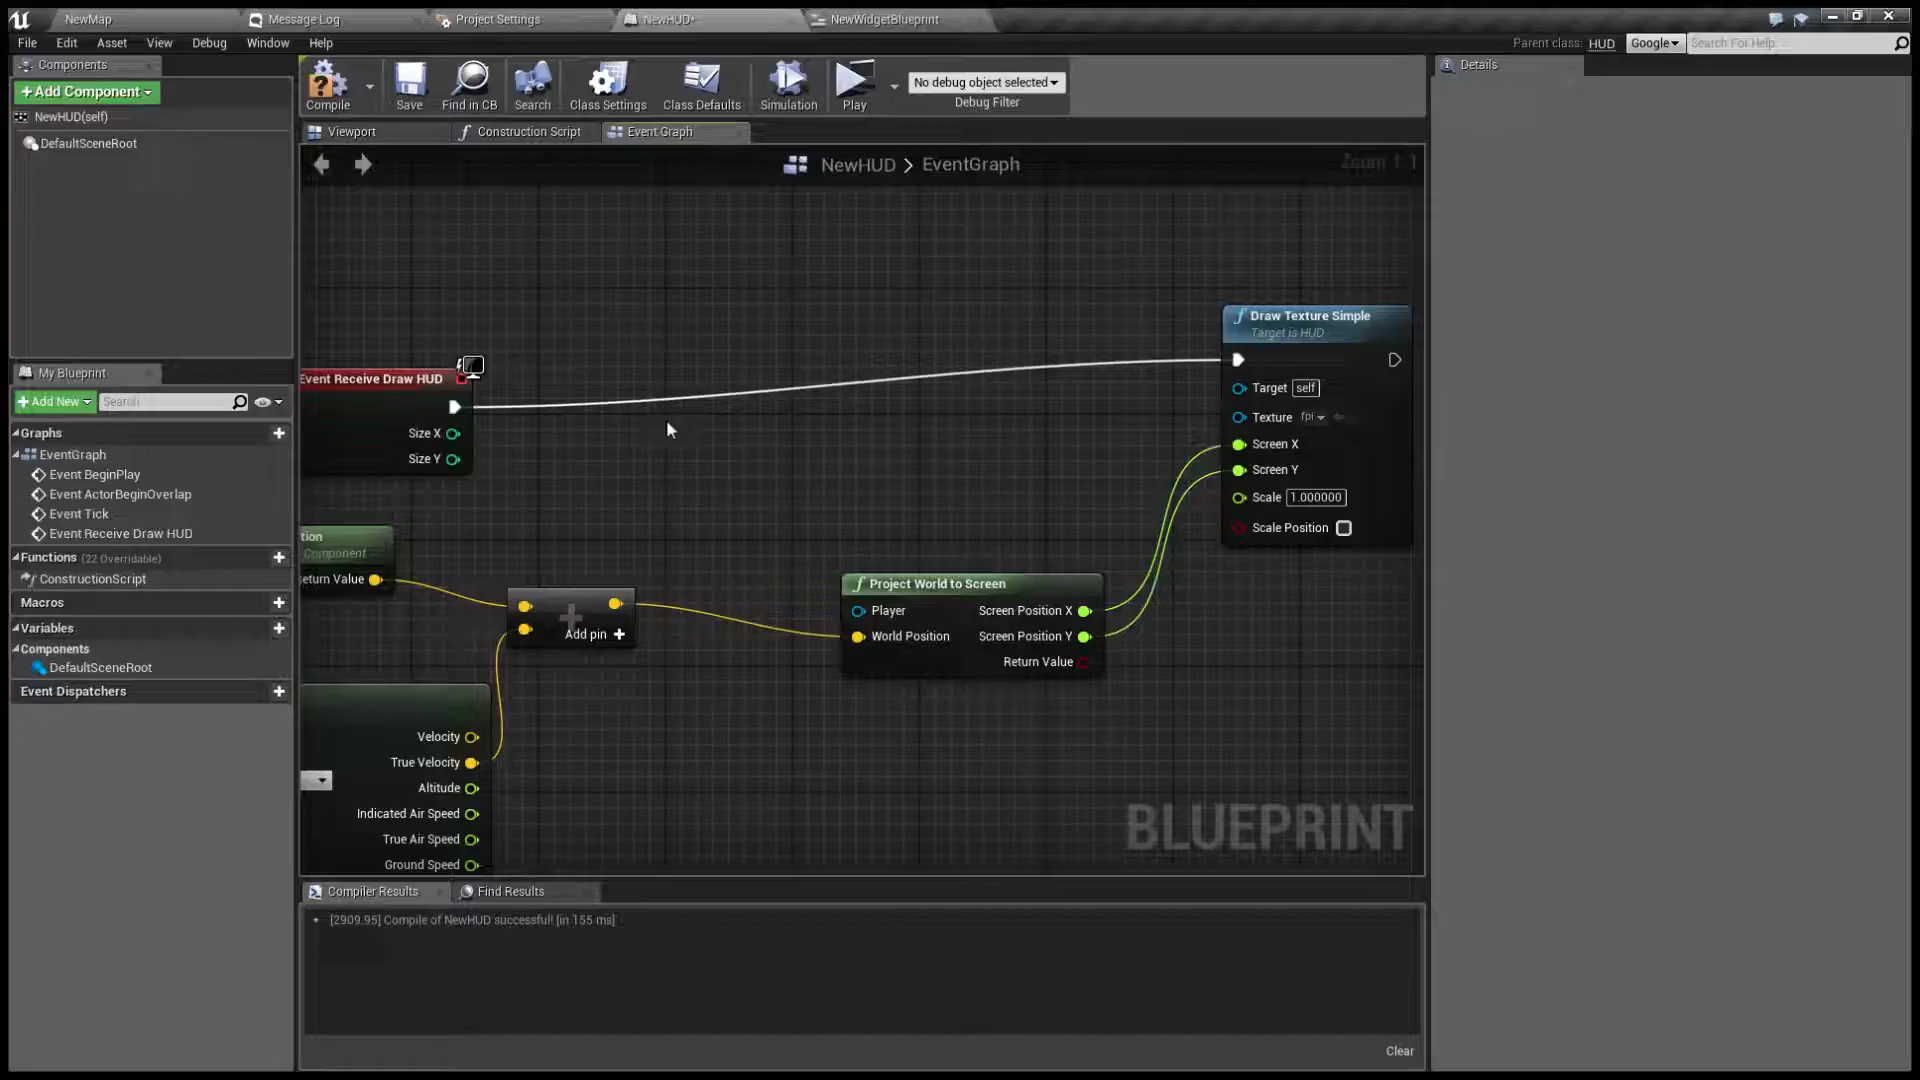 NewMap
Message Log
Project Settings
NewHUD*
NewWidgetBlueprint
File Edit Asset View Debug Window Help
Parent class: HUD
Google
Search For Help
Components
+Add Component
NewHUD(self)
DefaultSceneRoot
Compile
Save
Find in CB
Search
Class Settings
Class Defaults
Simulation
Play
No debug object selected
Debug Filter
Details
Viewport
Construction Script
Event Graph
NewHUD > EventGraph
Zoom 1:1
My Blueprint
+Add New
Search
Graphs
EventGraph
Event BeginPlay
Event ActorBeginOverlap
Event Tick
Event Receive Draw HUD
Functions (22 Overridable)
ConstructionScript
Macros
Variables
Components
DefaultSceneRoot
Event Dispatchers
Event Receive Draw HUD
Size X
Size Y
tion
Component
eturn Value
Add pin +
Velocity
True Velocity
Altitude
Indicated Air Speed
True Air Speed
Ground Speed
Project World to Screen
Player Screen Position X
World Position Screen Position Y
Return Value
Draw Texture Simple
Target is HUD
Target self
Texture fpi
Screen X
Screen Y
Scale 1.000000
Scale Position
BLUEPRINT
Compiler Results
Find Results
[2909.95] Compile of NewHUD successful! [in 155 ms]
Clear